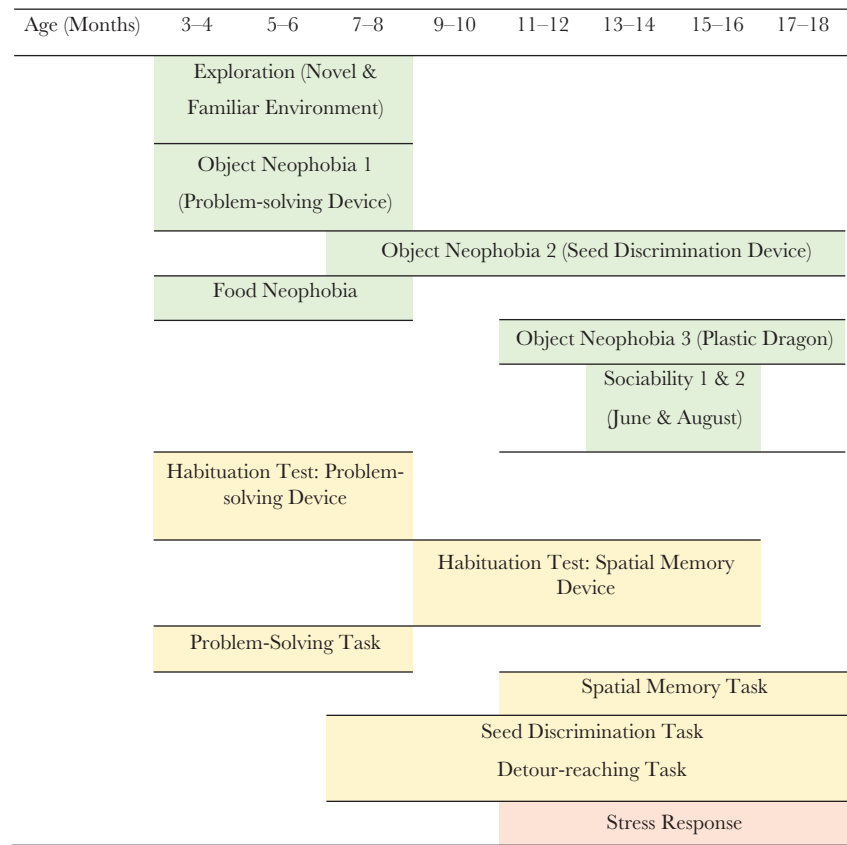 Age (Months) 3–4 5–6 7–8 9–10 11–12 13–14 15–16 17–18
Exploration (Novel &
Familiar Environment)
Object Neophobia 1
(Problem-solving Device)
Object Neophobia 2 (Seed Discrimination Device)
Food Neophobia
Object Neophobia 3 (Plastic Dragon)
Sociability 1 & 2
(June & August)
Habituation Test: Problem-
solving Device
Habituation Test: Spatial Memory
Device
Problem-Solving Task
Spatial Memory Task
Seed Discrimination Task
Detour-reaching Task
Stress Response